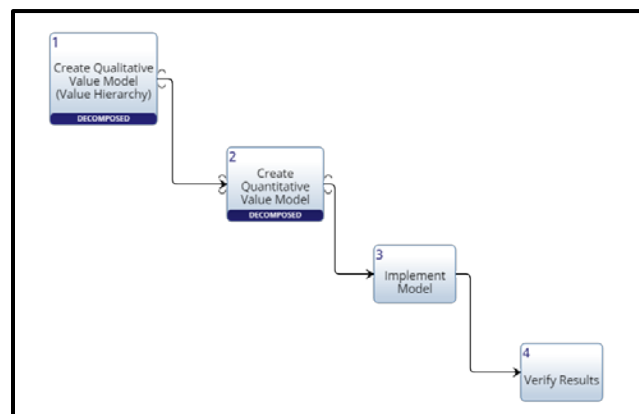 1
Create Qualitative
Value Model
(Value Hierarchy)
DECOMPOSED
2
Create
Quantitative
Value Model
DECOMPOSED
3
Implement
Model
4
Verify Results